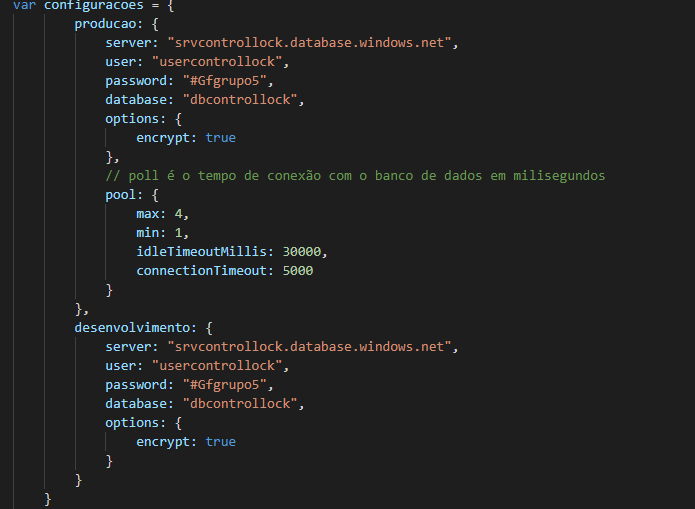 var configuracoes = {
producao: {
server: "srvcontrollock.database.windows.net",
user: "usercontrollock",
password: "#Gfgrupo5",
database: "dbcontrollock",
options: {
encrypt: true
},
// poll é o tempo de conexão com o banco de dados em milisegundos
pool: {
max: 4,
min: 1,
idleTimeoutMillis: 30000,
connectionTimeout: 5000
}
},
desenvolvimento: {
server: "srvcontrollock.database.windows.net",
user: "usercontrollock",
password: "#Gfgrupo5",
database: "dbcontrollock",
options: {
encrypt: true
}
}
}